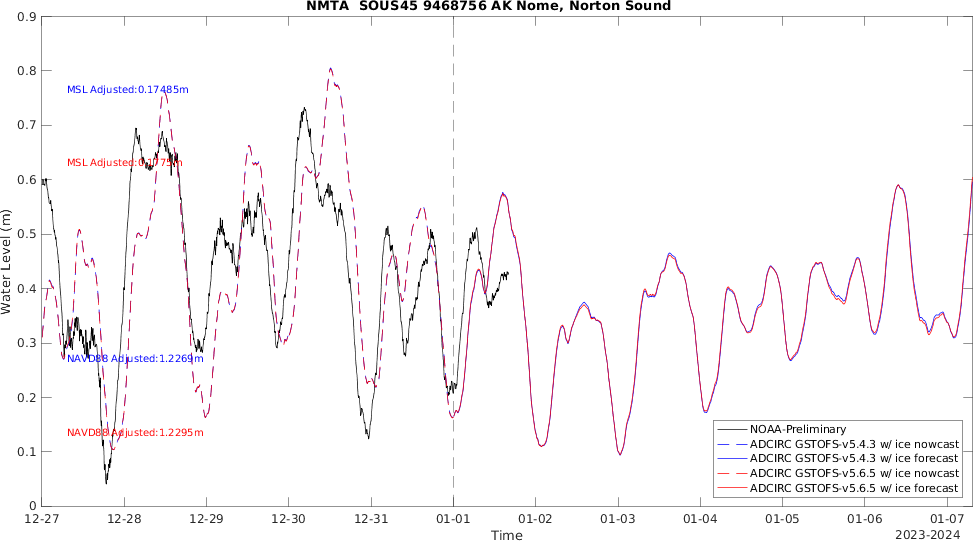 NMTA SOUS45 9468756 AK Nome, Norton Sound
0.9
0.8
0.7
0.6
0.5
0.4
0.3
0.2
0.1
0
Water Level (m)
MSL Adjusted:0.17485m
MSL Adjusted:0.1775m
NAVD88 Adjusted:1.2269m
NAVD88 Adjusted:1.2295m
NOAA-Preliminary
ADCIRC GSTOFS-v5.4.3 w/ ice nowcast
ADCIRC GSTOFS-v5.4.3 w/ ice forecast
ADCIRC GSTOFS-v5.6.5 w/ ice nowcast
ADCIRC GSTOFS-v5.6.5 w/ ice forecast
12-27 12-28 12-29 12-30 12-31 01-01 01-02 01-03 01-04 01-05 01-06 01-07
Time
2023-2024